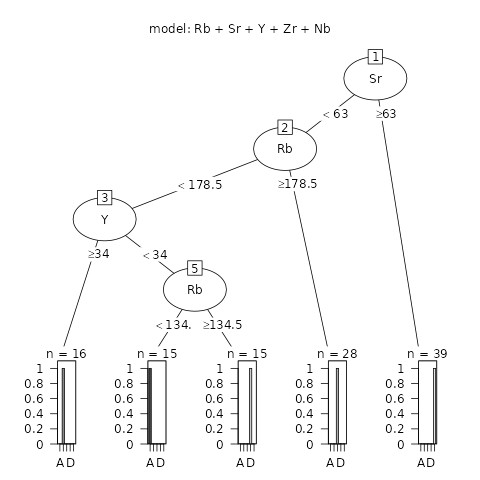 model: Rb + Sr + Y + Zr + Nb
1
Sr
< 63
≥63
2
Rb
< 178.5
≥178.5
3
Y
≥34
< 34
5
Rb
< 134.
≥134.5
n = 16
n = 15
n = 15
n = 28
n = 39
1
0.8
0.6
0.4
0.2
0
A D
1
0.8
0.6
0.4
0.2
0
A D
1
0.8
0.6
0.4
0.2
0
A D
1
0.8
0.6
0.4
0.2
0
A D
1
0.8
0.6
0.4
0.2
0
A D